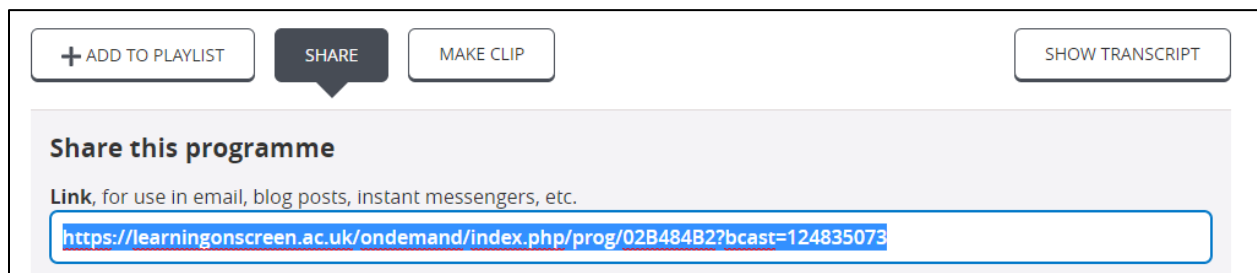 + ADD TO PLAYLIST SHARE MAKE CLIP SHOW TRANSCRIPT
Share this programme
Link, for use in email, blog posts, instant messengers, etc.
https://learningonscreen.ac.uk/ondemand/index.php/prog/02B484B2?bcast=124835073